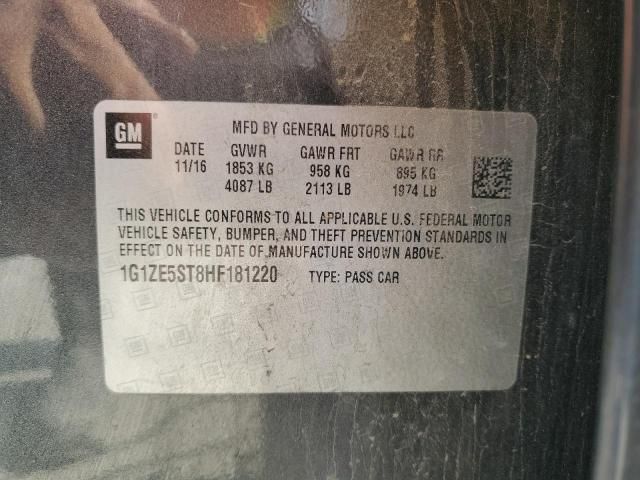 GM
MFD BY GENERAL MOTORS LLC
DATE GVWR GAWR FRT GAWR RR
11/16 1853 KG 958 KG 895 KG
4087 LB 2113 LB 1974 LB
THIS VEHICLE CONFORMS TO ALL APPLICABLE U.S. FEDERAL MOTOR
VEHICLE SAFETY, BUMPER, AND THEFT PREVENTION STANDARDS IN
EFFECT ON THE DATE OF MANUFACTURE SHOWN ABOVE.
1G1ZE5ST8HF181220 TYPE: PASS CAR